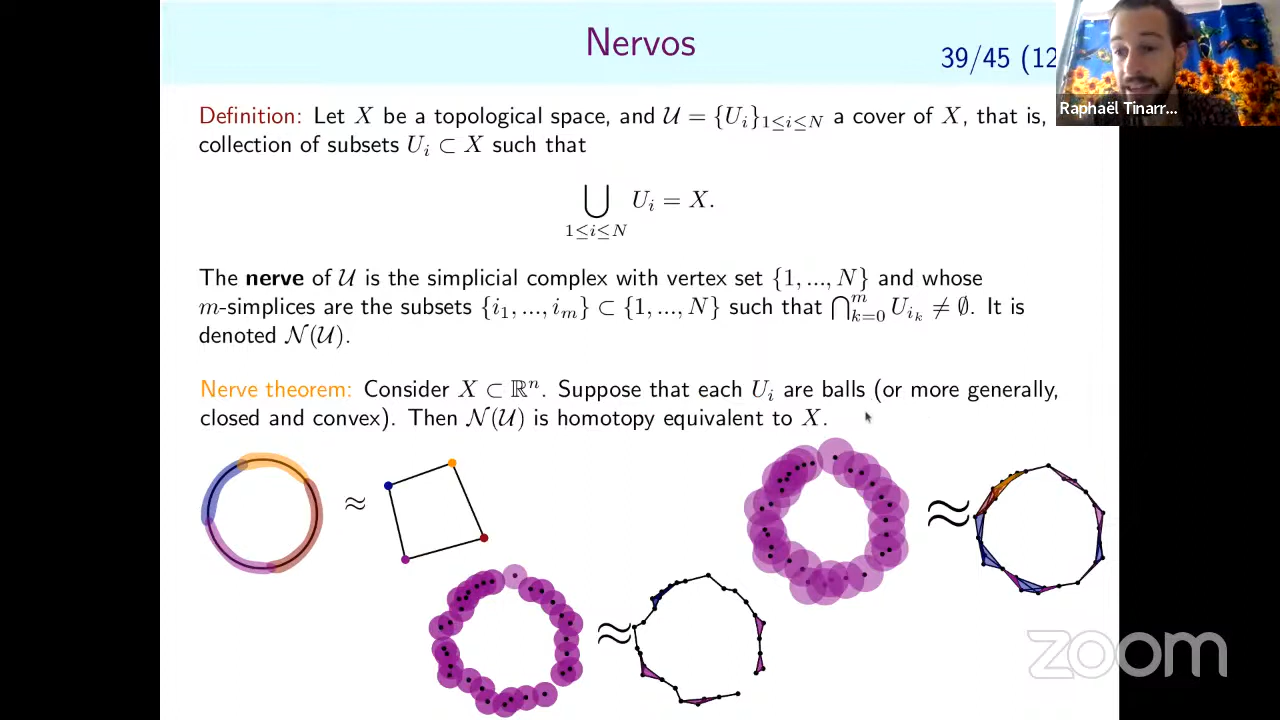 Nervos
39/45 (12
Raphaël Tinarr...
Definition: Let X be a topological space, and 𝒰 = {U_i}_{1≤i≤N} a cover of X, that is,
collection of subsets U_i ⊂ X such that
⋃_{1≤i≤N} U_i = X.
The nerve of 𝒰 is the simplicial complex with vertex set {1, ..., N} and whose
m-simplices are the subsets {i_1, ..., i_m} ⊂ {1, ..., N} such that ⋂_{k=0}^m U_{i_k} ≠ ∅. It is
denoted 𝒩(𝒰).
Nerve theorem: Consider X ⊂ ℝ^n. Suppose that each U_i are balls (or more generally,
closed and convex). Then 𝒩(𝒰) is homotopy equivalent to X.
≈
≈
≈
zoom